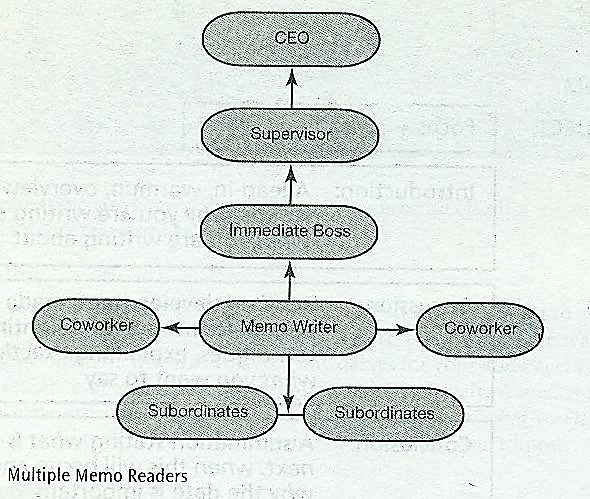 CEO
Supervisor
Immediate Boss
Coworker
Memo Writer
Coworker
Subordinates
Subordinates
Multiple Memo Readers